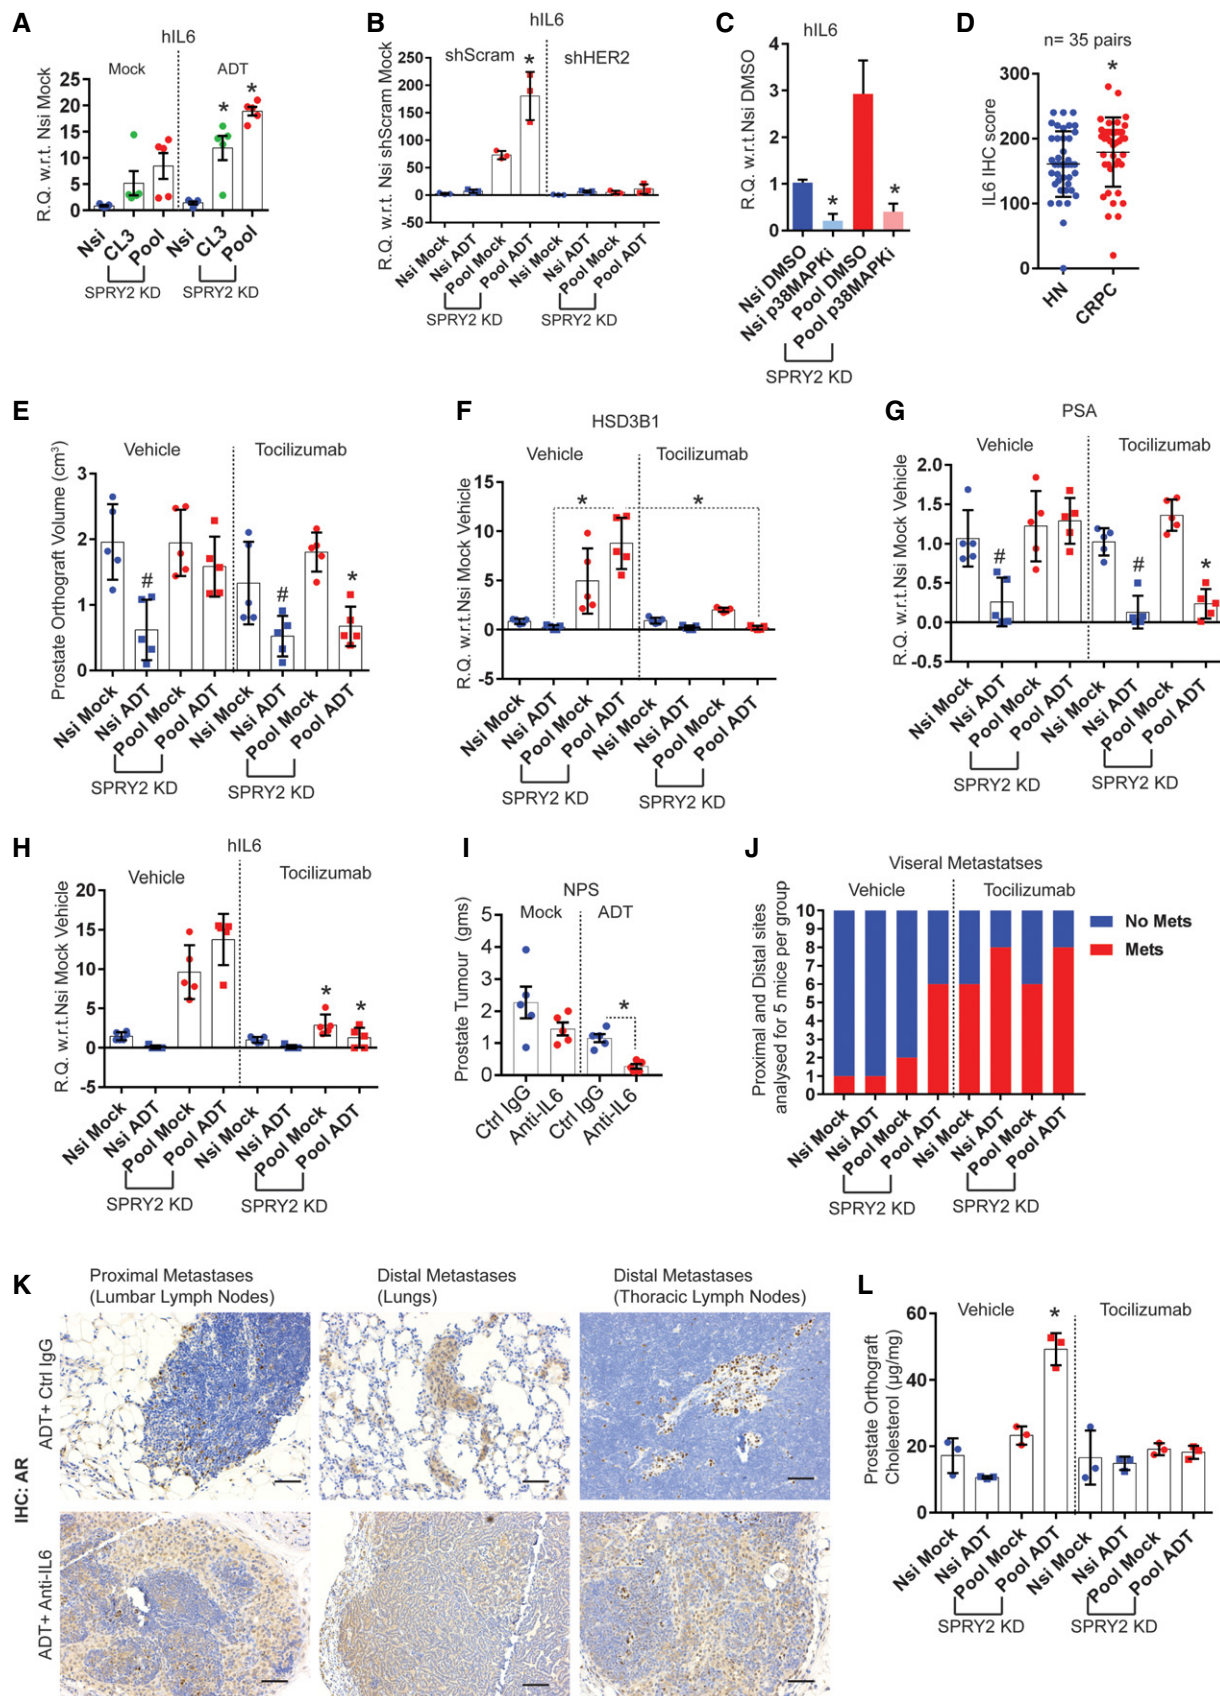 A
hIL6
Mock
ADT
R.Q. w.r.t. Nsi Mock
25
20
15
10
5
0
*
*
Nsi
CL3
Pool
Nsi
CL3
Pool
SPRY2 KD
SPRY2 KD
B
hIL6
shScram
shHER2
R.Q. w.r.t. Nsi shScram Mock
250
200
150
100
50
0
-50
*
Nsi Mock
Nsi ADT
Pool Mock
Pool ADT
Nsi Mock
Nsi ADT
Pool Mock
Pool ADT
SPRY2 KD
SPRY2 KD
C
hIL6
R.Q. w.r.t.Nsi DMSO
4
3
2
1
0
*
*
Nsi DMSO
Nsi p38MAPKi
Pool DMSO
Pool p38MAPKi
SPRY2 KD
D
n= 35 pairs
*
IL6 IHC score
300
200
100
0
HN
CRPC
E
Vehicle
Tocilizumab
Prostate Orthograft Volume (cm³)
3
2
1
0
#
#
*
Nsi Mock
Nsi ADT
Pool Mock
Pool ADT
Nsi Mock
Nsi ADT
Pool Mock
Pool ADT
SPRY2 KD
SPRY2 KD
F
HSD3B1
Vehicle
Tocilizumab
R.Q. w.r.t.Nsi Mock Vehicle
15
10
5
0
-5
*
*
Nsi Mock
Nsi ADT
Pool Mock
Pool ADT
Nsi Mock
Nsi ADT
Pool Mock
Pool ADT
SPRY2 KD
SPRY2 KD
G
PSA
Vehicle
Tocilizumab
R.Q. w.r.t.Nsi Mock Vehicle
2.0
1.5
1.0
0.5
0.0
-0.5
#
#
*
Nsi Mock
Nsi ADT
Pool Mock
Pool ADT
Nsi Mock
Nsi ADT
Pool Mock
Pool ADT
SPRY2 KD
SPRY2 KD
H
hIL6
Vehicle
Tocilizumab
R.Q. w.r.t.Nsi Mock Vehicle
20
15
10
5
0
-5
*
*
Nsi Mock
Nsi ADT
Pool Mock
Pool ADT
Nsi Mock
Nsi ADT
Pool Mock
Pool ADT
SPRY2 KD
SPRY2 KD
I
NPS
Mock
ADT
Prostate Tumour (gms)
5
4
3
2
1
0
*
Ctrl IgG
Anti-IL6
Ctrl IgG
Anti-IL6
J
Viseral Metastatses
Vehicle
Tocilizumab
Proximal and Distal sites
analysed for 5 mice per group
10
9
8
7
6
5
4
3
2
1
0
No Mets
Mets
Nsi Mock
Nsi ADT
Pool Mock
Pool ADT
Nsi Mock
Nsi ADT
Pool Mock
Pool ADT
SPRY2 KD
SPRY2 KD
K
Proximal Metastases
(Lumbar Lymph Nodes)
Distal Metastases
(Lungs)
Distal Metastases
(Thoracic Lymph Nodes)
IHC: AR
ADT+ Ctrl IgG
ADT+ Anti-IL6
L
Vehicle
Tocilizumab
Prostate Orthograft
Cholesterol (µg/mg)
60
40
20
0
*
Nsi Mock
Nsi ADT
Pool Mock
Pool ADT
Nsi Mock
Nsi ADT
Pool Mock
Pool ADT
SPRY2 KD
SPRY2 KD